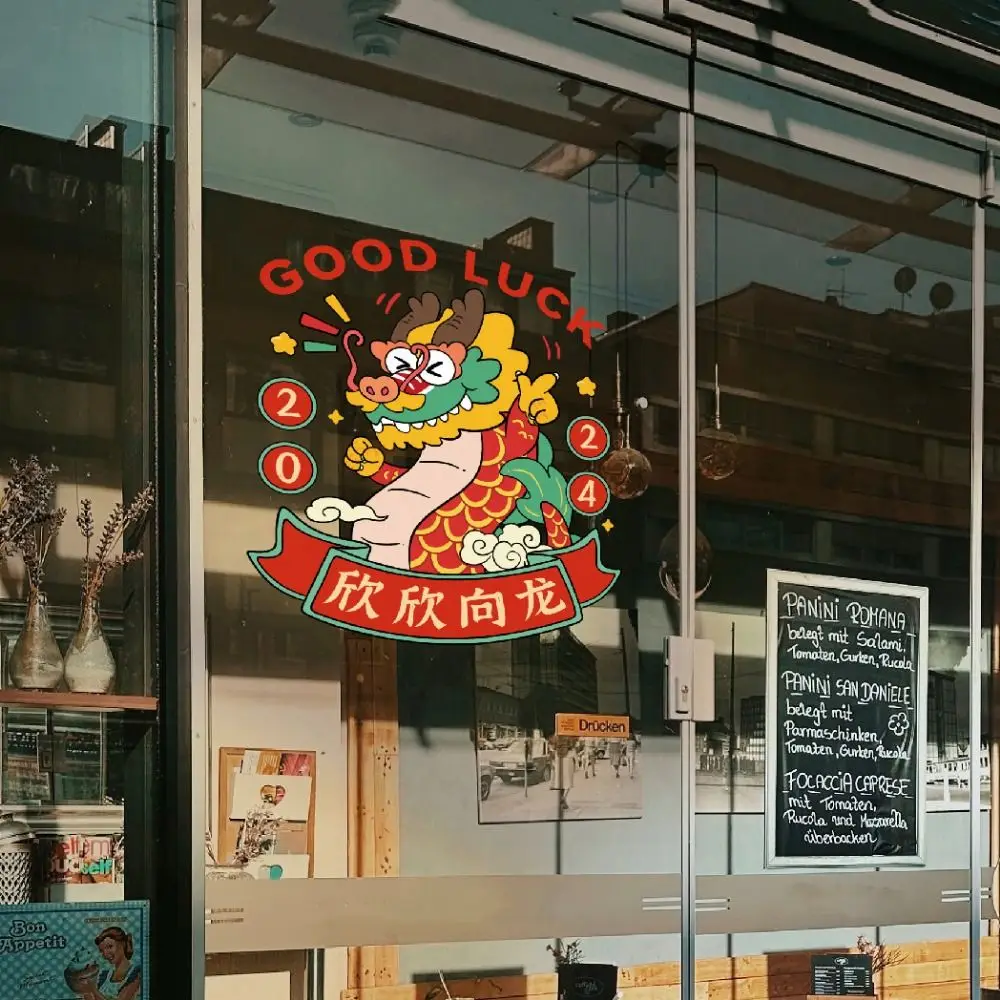 GOOD LUCK
2
0
2
4
欣欣向龙
Drücken
PANINI ROMANA
belegt mit Salami,
Tomaten, Gurken, Rucola
PANINI SAN DANIELE
belegt mit
Parmaschinken,
Tomaten, Gurken, Rucola
FOCACCIA CAPRESE
mit Tomaten,
Rucola und Mozzarella
überbacken
Bon
Appetit